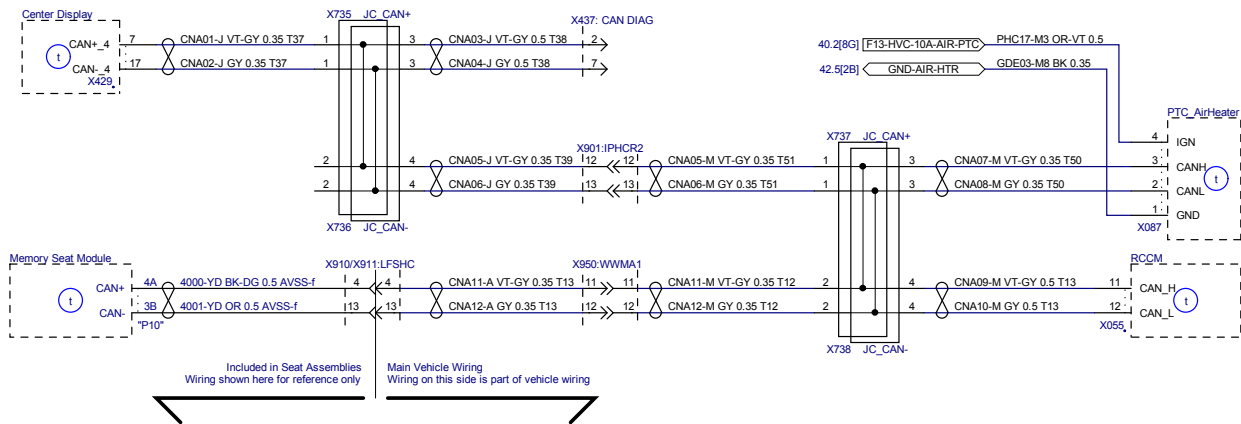 Center Display
X735 JC_CAN+
X437: CAN DIAG
t
CAN+_4 7 CNA01-J VT-GY 0.35 T37 1 3 CNA03-J VT-GY 0.5 T38 2
CAN-_4 17 CNA02-J GY 0.35 T37 1 3 CNA04-J GY 0.5 T38 7
X429
40.2[8G] F13-HVC-10A-AIR-PTC PHC17-M3 OR-VT 0.5
42.5[2B] GND-AIR-HTR GDE03-M8 BK 0.35
PTC_AirHeater
X737 JC_CAN+
X901:IPHCR2
4 IGN
2 4 CNA05-J VT-GY 0.35 T39 12 12 CNA05-M VT-GY 0.35 T51 1 3 CNA07-M VT-GY 0.35 T50 3 CANH
t
2 4 CNA06-J GY 0.35 T39 13 13 CNA06-M GY 0.35 T51 1 3 CNA08-M GY 0.35 T50 2 CANL
1 GND
X736 JC_CAN-
X087
Memory Seat Module
X910/X911:LFSHC
X950:WWMA1
RCCM
CAN+ 4A 4000-YD BK-DG 0.5 AVSS-f 4 4 CNA11-A VT-GY 0.35 T13 11 11 CNA11-M VT-GY 0.35 T12 2 4 CNA09-M VT-GY 0.5 T13 11 CAN_H
t
t
CAN- 3B 4001-YD OR 0.5 AVSS-f 13 13 CNA12-A GY 0.35 T13 12 12 CNA12-M GY 0.35 T12 2 4 CNA10-M GY 0.5 T13 12 CAN_L
"P10"
X055
X738 JC_CAN-
Included in Seat Assemblies
Wiring shown here for reference only
Main Vehicle Wiring
Wiring on this side is part of vehicle wiring